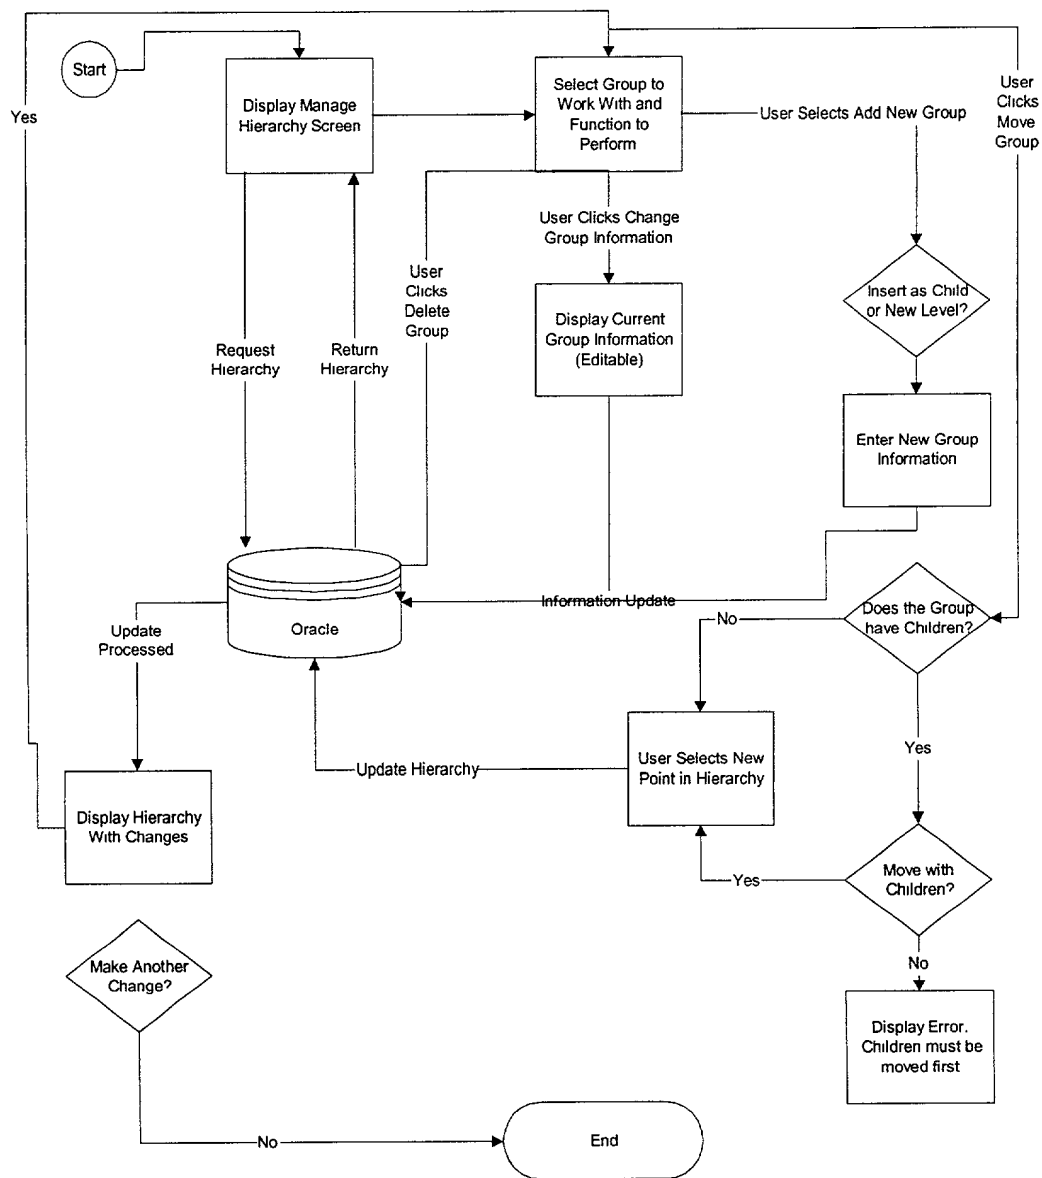 Start
Display Manage
Hierarchy Screen
Select Group to
Work With and
Function to
Perform
User Selects Add New Group
User
Clicks
Move
Group
Yes
User Clicks Change
Group Information
User
Clicks
Delete
Group
Insert as Child
or New Level?
Display Current
Group Information
(Editable)
Request
Hierarchy
Return
Hierarchy
Enter New Group
Information
Information Update
Oracle
Does the Group
have Children?
No
Update
Processed
Yes
User Selects New
Point in Hierarchy
Update Hierarchy
Display Hierarchy
With Changes
Move with
Children?
Yes
Make Another
Change?
No
Display Error.
Children must be
moved first
No
End